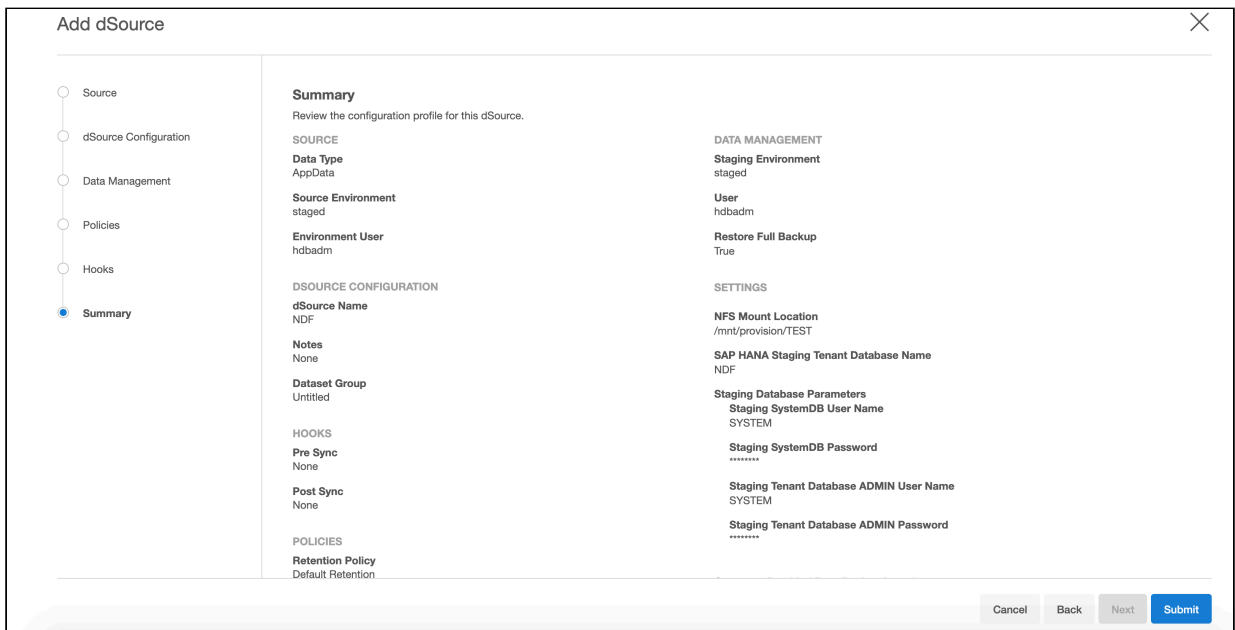 Add dSource
Source
dSource Configuration
Data Management
Policies
Hooks
Summary
Summary
Review the configuration profile for this dSource.
SOURCE
Data Type
AppData
Source Environment
staged
Environment User
hdbadm
DSOURCE CONFIGURATION
dSource Name
NDF
Notes
None
Dataset Group
Untitled
HOOKS
Pre Sync
None
Post Sync
None
POLICIES
Retention Policy
Default Retention
DATA MANAGEMENT
Staging Environment
staged
User
hdbadm
Restore Full Backup
True
SETTINGS
NFS Mount Location
/mnt/provision/TEST
SAP HANA Staging Tenant Database Name
NDF
Staging Database Parameters
Staging SystemDB User Name
SYSTEM
Staging SystemDB Password
********
Staging Tenant Database ADMIN User Name
SYSTEM
Staging Tenant Database ADMIN Password
********
Cancel
Back
Next
Submit